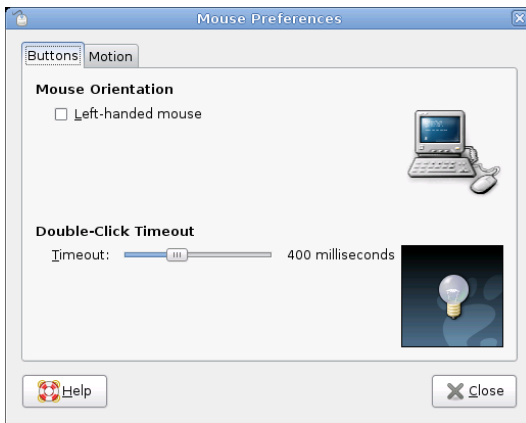 Mouse Preferences
Buttons Motion
Mouse Orientation
Left-handed mouse
Double-Click Timeout
Timeout: 400 milliseconds
Help Close